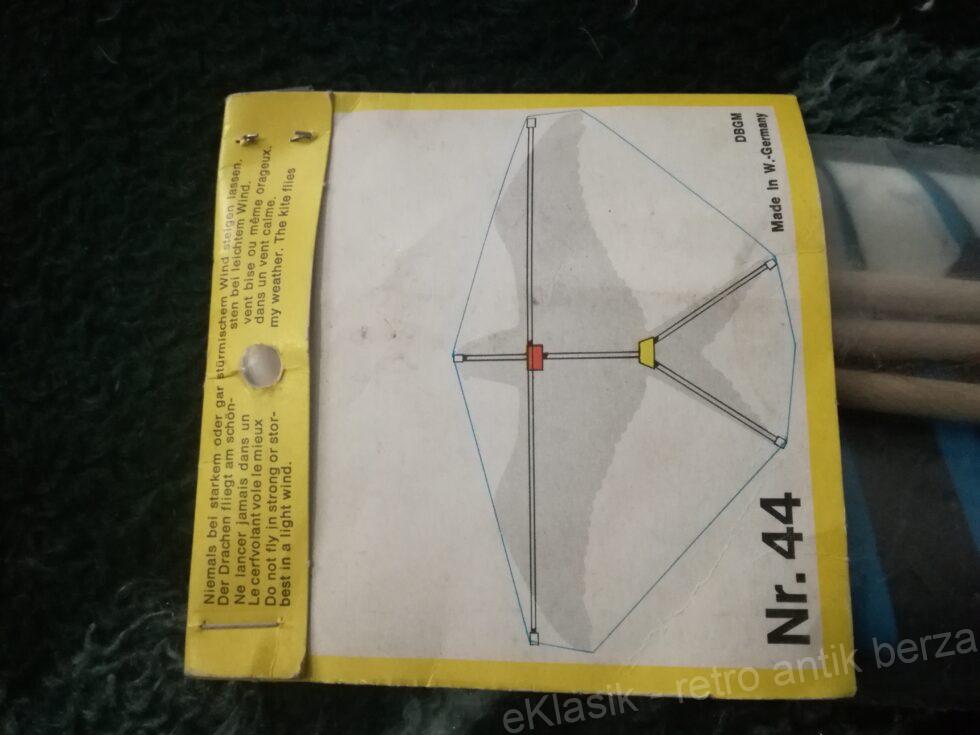 Niemals bei starkem oder gar stürmischem Wind steigen lassen.
Der Drachen fliegt am schön- sten bei leichtem Wind.
Ne lancer jamais dans un vent bise ou même orageux.
Le cerfvolant vole le mieux dans un vent calme.
Do not fly in strong or stor- my weather. The kite flies
best in a light wind.
DBGM
Made In W.-Germany
Nr. 44
eKlasik - retro antik berza